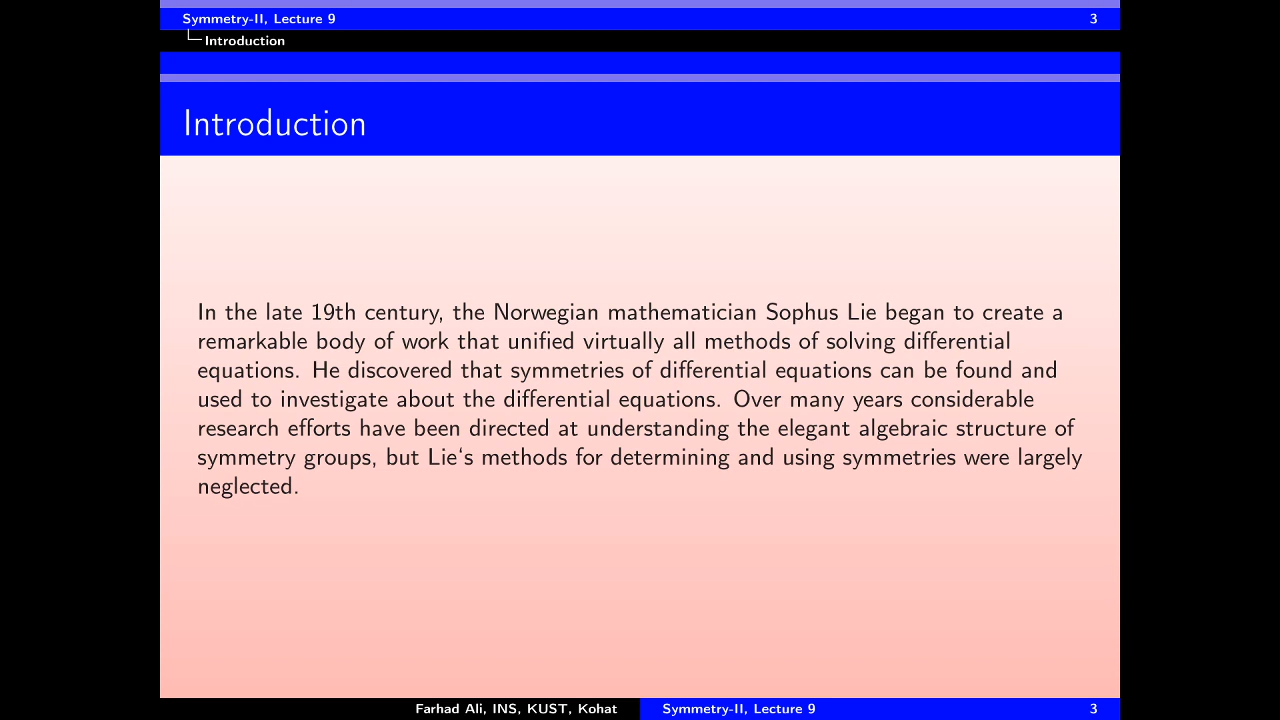 Symmetry-II, Lecture 9 3
Introduction
Introduction
In the late 19th century, the Norwegian mathematician Sophus Lie began to create a
remarkable body of work that unified virtually all methods of solving differential
equations. He discovered that symmetries of differential equations can be found and
used to investigate about the differential equations. Over many years considerable
research efforts have been directed at understanding the elegant algebraic structure of
symmetry groups, but Lie‘s methods for determining and using symmetries were largely
neglected.
Farhad Ali, INS, KUST, Kohat Symmetry-II, Lecture 9 3